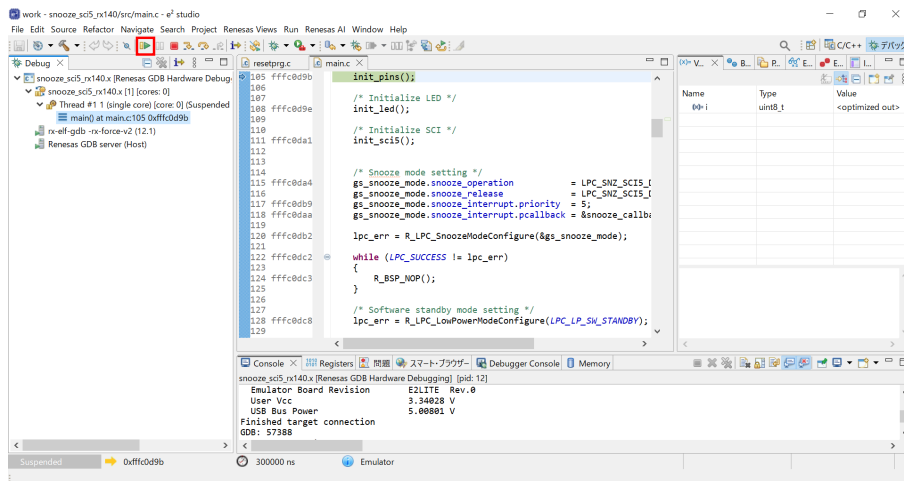 work - snooze_sci5_rx140/src/main.c - e² studio
File Edit Source Refactor Navigate Search Project Renesas Views Run Renesas AI Window Help
C/C++ デバッグ
Debug
snooze_sci5_rx140.x [Renesas GDB Hardware Debug
snooze_sci5_rx140.x [1] [cores: 0]
Thread #1 1 (single core) [core: 0] (Suspended
main() at main.c:105 0xfffc0d9b
rx-elf-gdb -rx-force-v2 (12.1)
Renesas GDB server (Host)
resetprg.c main.c
105 fffc0d9b init_pins();
106
107 /* Initialize LED */
108 fffc0d9e init_led();
109
110 /* Initialize SCI */
111 fffc0da1 init_sci5();
112
113
114 /* Snooze mode setting */
115 fffc0da4 gs_snooze_mode.snooze_operation = LPC_SNZ_SCI5_D
116 gs_snooze_mode.snooze_release = LPC_SNZ_SCI5_
117 fffc0db9 gs_snooze_mode.snooze_interrupt.priority = 5;
118 fffc0daa gs_snooze_mode.snooze_interrupt.pcallback = &snooze_callba
119
120 fffc0db2 lpc_err = R_LPC_SnoozeModeConfigure(&gs_snooze_mode);
121
122 fffc0dc2 while (LPC_SUCCESS != lpc_err)
123 {
124 fffc0dc3 R_BSP_NOP();
125 }
126
127 /* Software standby mode setting */
128 fffc0dc8 lpc_err = R_LPC_LowPowerModeConfigure(LPC_LP_SW_STANDBY);
129
V... B... P... E... E... I...
Name Type Value
i uint8_t <optimized out>
Console Registers 問題 スマート・ブラウザー Debugger Console Memory
snooze_sci5_rx140.x [Renesas GDB Hardware Debugging] [pid: 12]
Emulator Board Revision E2LITE Rev.0
User Vcc 3.34028 V
USB Bus Power 5.00801 V
Finished target connection
GDB: 57388
Suspended 0xfffc0d9b 300000 ns Emulator